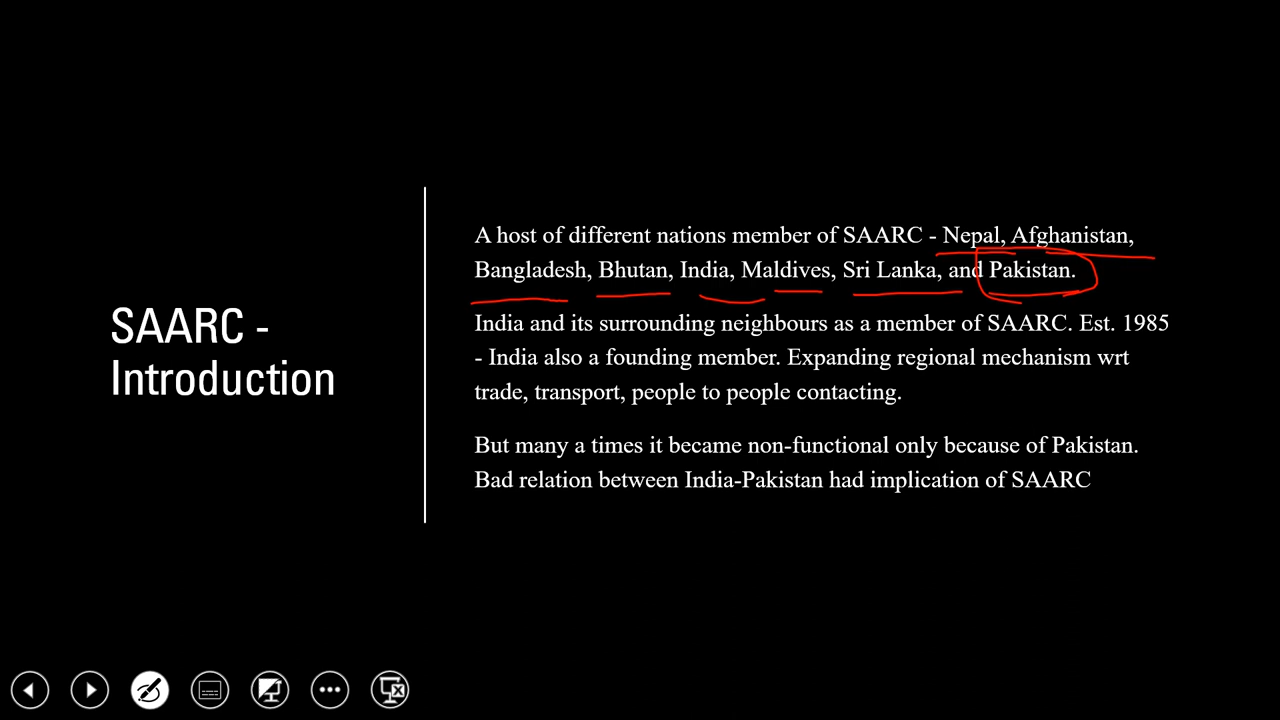 SAARC -
Introduction
A host of different nations member of SAARC - Nepal, Afghanistan,
Bangladesh, Bhutan, India, Maldives, Sri Lanka, and Pakistan.
India and its surrounding neighbours as a member of SAARC. Est. 1985
- India also a founding member. Expanding regional mechanism wrt
trade, transport, people to people contacting.
But many a times it became non-functional only because of Pakistan.
Bad relation between India-Pakistan had implication of SAARC